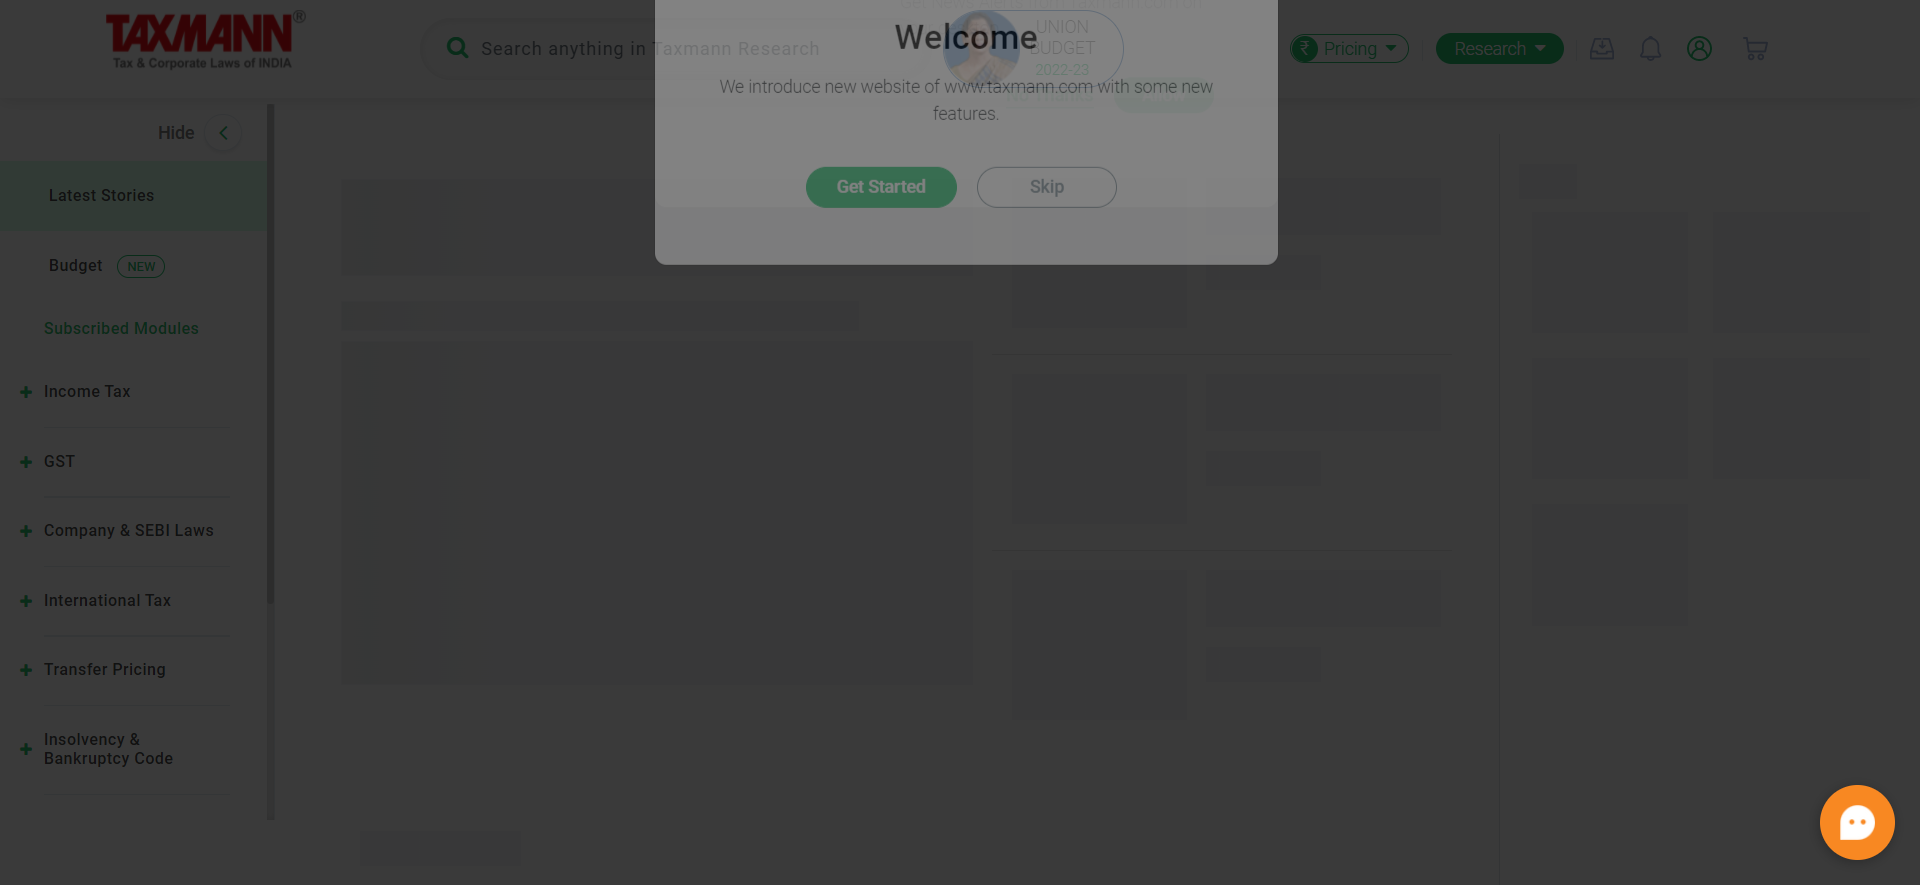 TAXMANN®
Tax & Corporate Laws of INDIA
Search anything in Taxmann Research
UNION
BUDGET
2022-23
₹ Pricing
Research
Welcome
We introduce new website of www.taxmann.com with some new
features.
Get Started
Skip
Hide
Latest Stories
Budget NEW
Subscribed Modules
Income Tax
GST
Company & SEBI Laws
International Tax
Transfer Pricing
Insolvency &
Bankruptcy Code